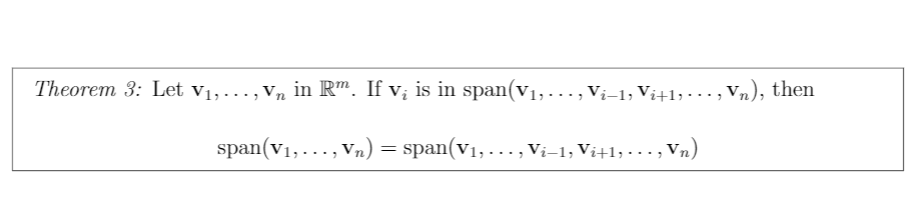 Theorem 3: Let v₁, . . . , vₙ in ℝᵐ. If vᵢ is in span(v₁, . . . , vᵢ₋₁, vᵢ₊₁, . . . , vₙ), then
span(v₁, . . . , vₙ) = span(v₁, . . . , vᵢ₋₁, vᵢ₊₁, . . . , vₙ)